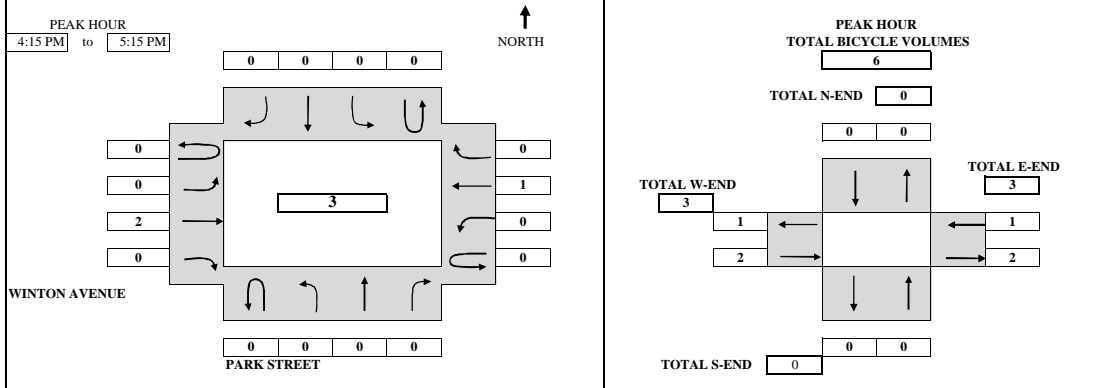 PEAK HOUR
4:15 PM to 5:15 PM
NORTH
0 0 0 0
0 0
0 1
3
2 0
0 0
WINTON AVENUE
0 0 0 0
PARK STREET
PEAK HOUR
TOTAL BICYCLE VOLUMES
6
TOTAL N-END 0
0 0
TOTAL E-END
3
TOTAL W-END
3
1 1
2 2
0 0
TOTAL S-END 0